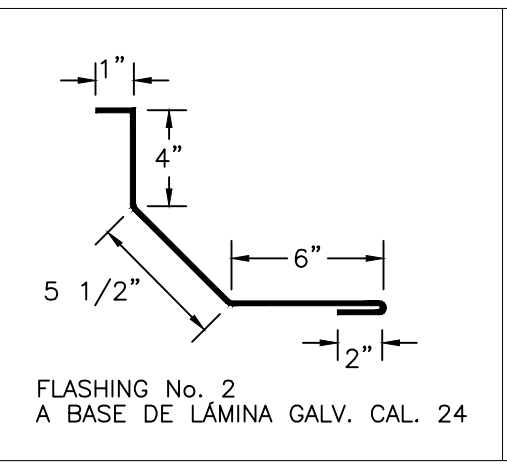 1”
4”
6”
5 1/2”
2”
FLASHING No. 2
A BASE DE LÁMINA GALV. CAL. 24